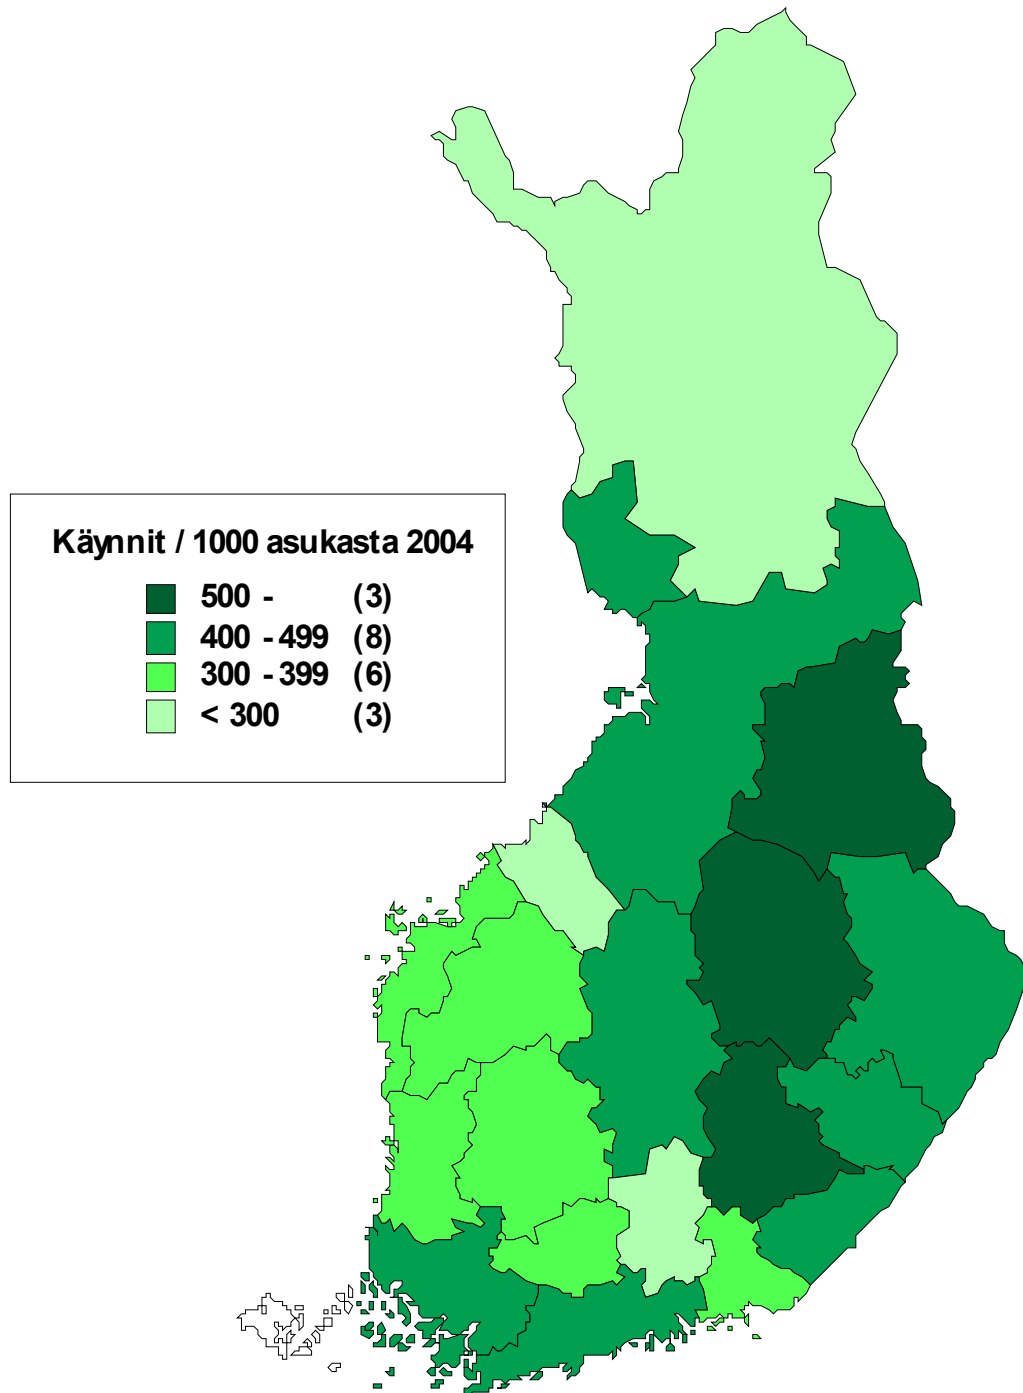 Käynnit / 1000 asukasta 2004
500 - (3)
400 - 499 (8)
300 - 399 (6)
< 300 (3)